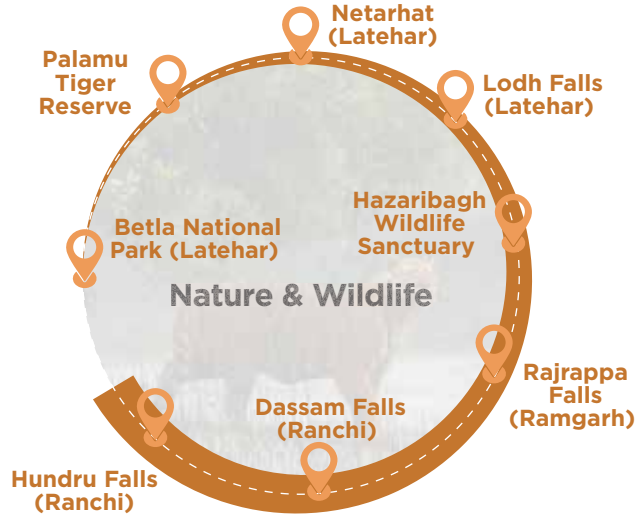 Netarhat
(Latehar)
Palamu
Tiger
Reserve
Lodh Falls
(Latehar)
Hazaribagh
Wildlife
Sanctuary
Betla National
Park (Latehar)
Nature & Wildlife
Rajrappa
Falls
(Ramgarh)
Dassam Falls
(Ranchi)
Hundru Falls
(Ranchi)